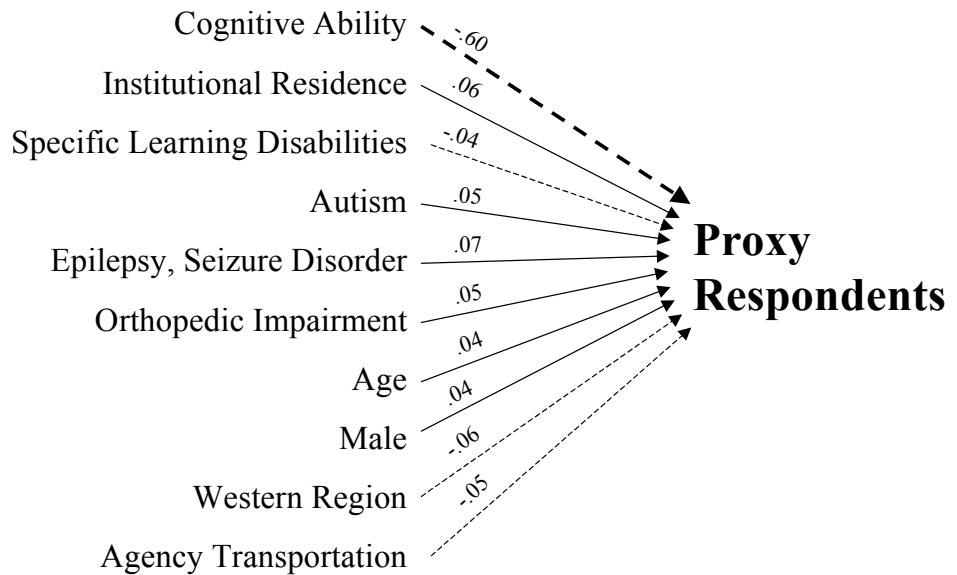 Cognitive Ability
-.60
Institutional Residence
.06
Specific Learning Disabilities
-.04
Autism
.05
Epilepsy, Seizure Disorder
.07
Orthopedic Impairment
.05
Age
.04
Male
.04
Western Region
-.06
Agency Transportation
-.05
Proxy
Respondents